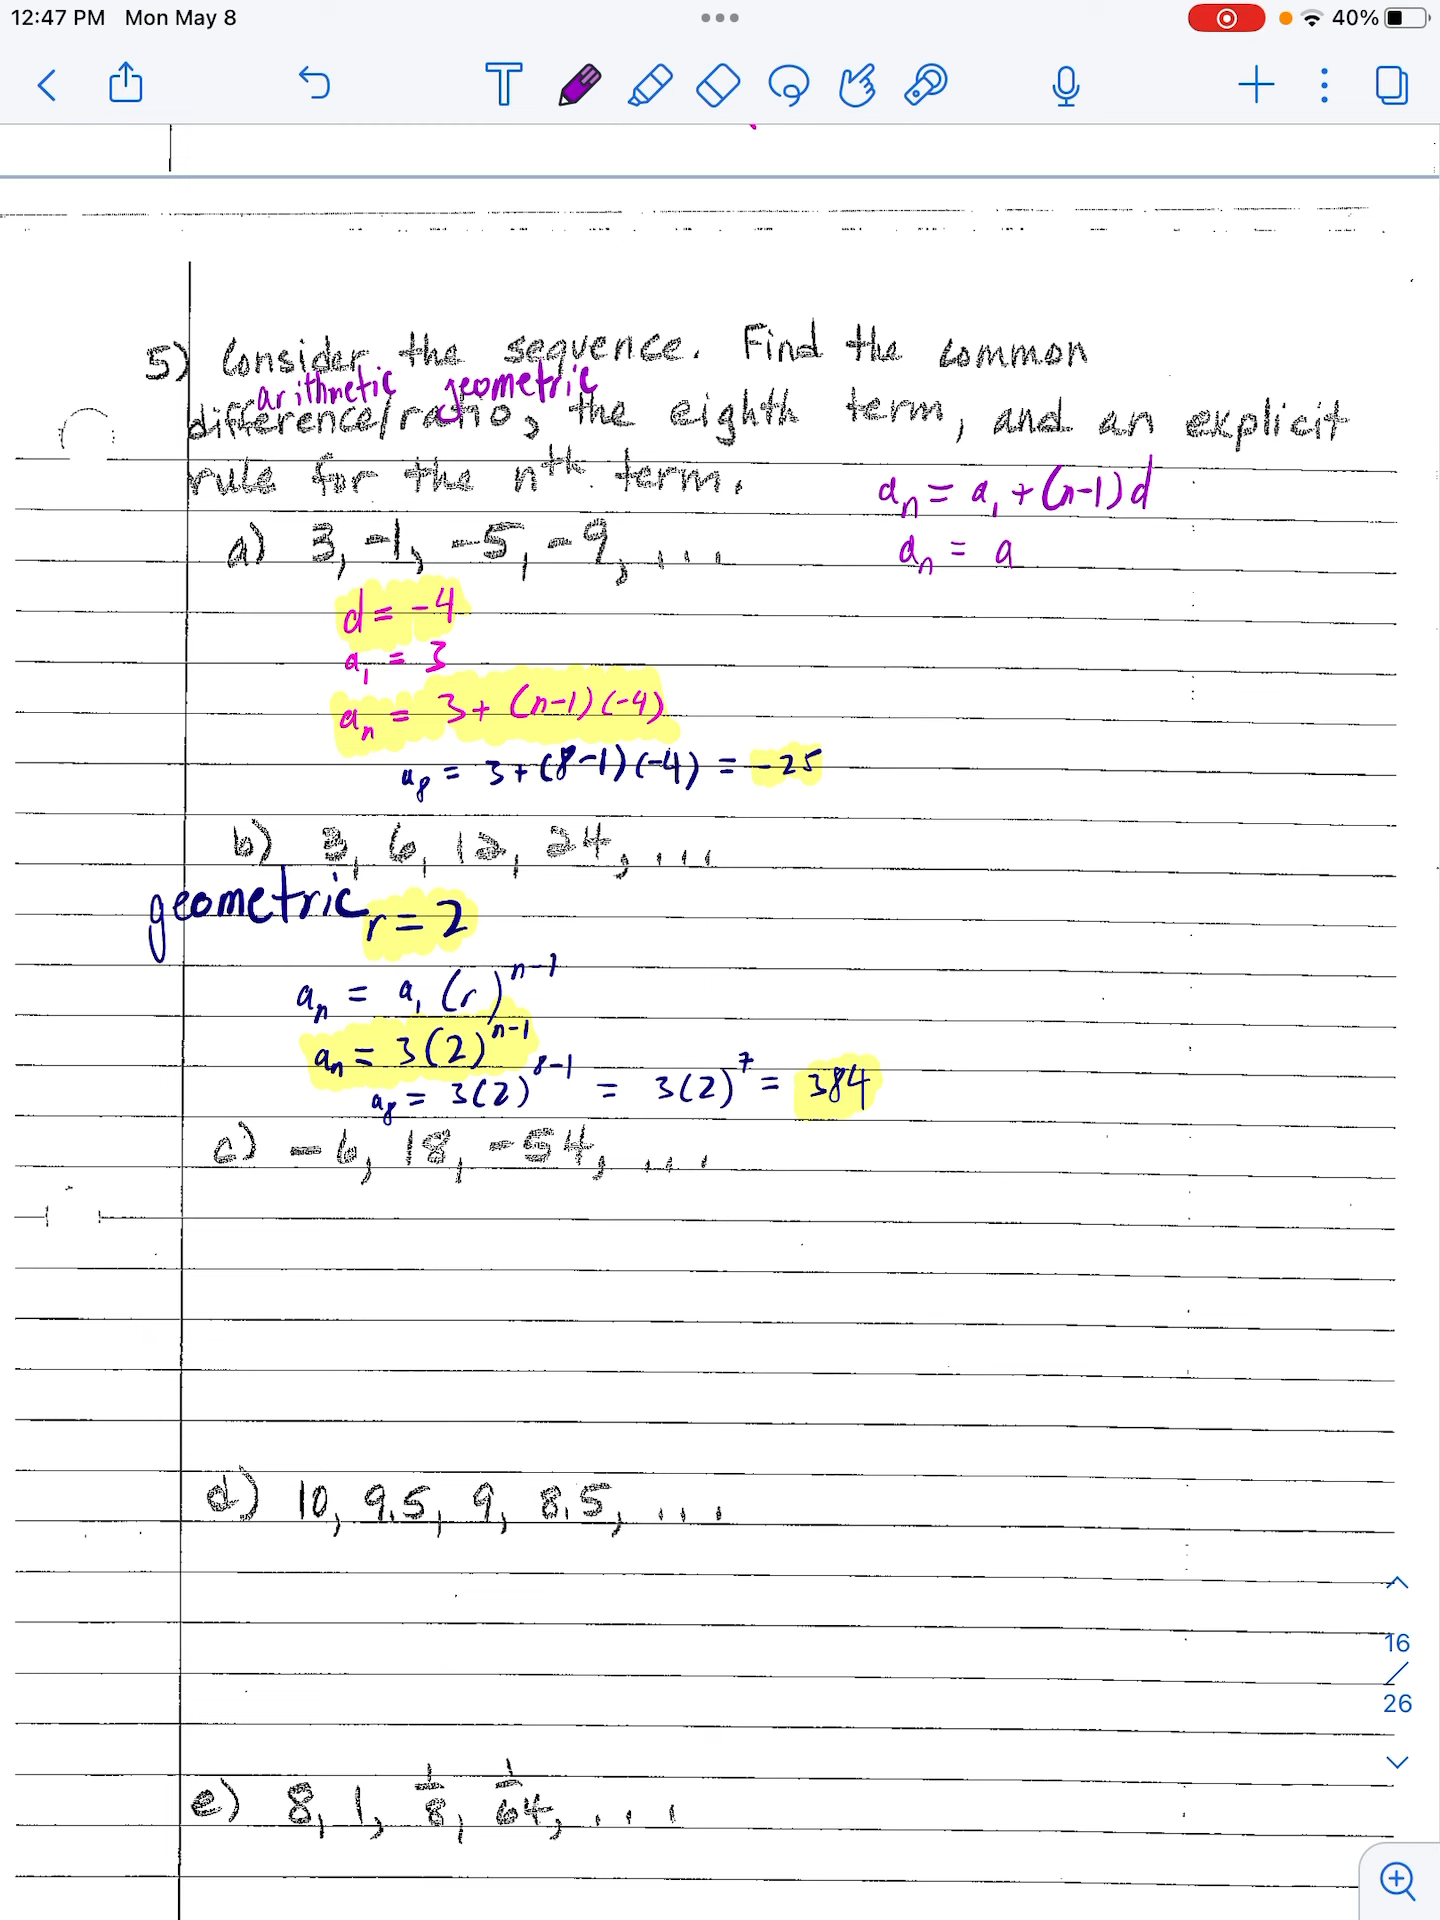 12:47 PM Mon May 8
40%
5) Consider the sequence. Find the common
arithmetic geometric
difference/ratio, the eighth term, and an explicit
rule for the nth term.
aₙ = a₁ + (n-1)d
a) 3, -1, -5, -9, ...
aₙ = a
d = -4
a₁ = 3
aₙ = 3+ (n-1)(-4)
a₈ = 3+(8-1)(-4) = -25
b) 3, 6, 12, 24, ...
geometric r = 2
aₙ = a₁ (r)ⁿ⁻¹
aₙ = 3(2)ⁿ⁻¹
a₈ = 3(2)⁸⁻¹ = 3(2)⁷ = 384
c) -6, 18, -54, ...
d) 10, 9.5, 9, 8.5, ...
16
/
26
e) 8, 1, 1/8, 1/64, ...